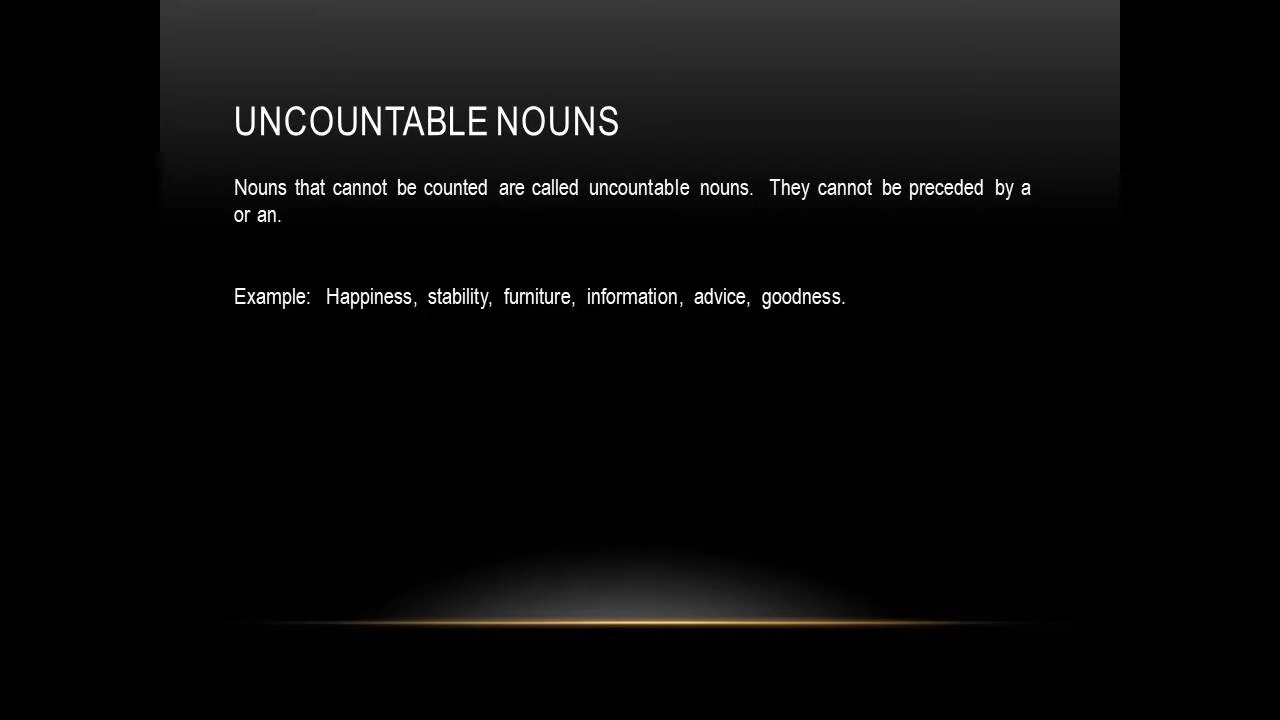 UNCOUNTABLE NOUNS
Nouns that cannot be counted are called uncountable nouns. They cannot be preceded by a
or an.
Example: Happiness, stability, furniture, information, advice, goodness.